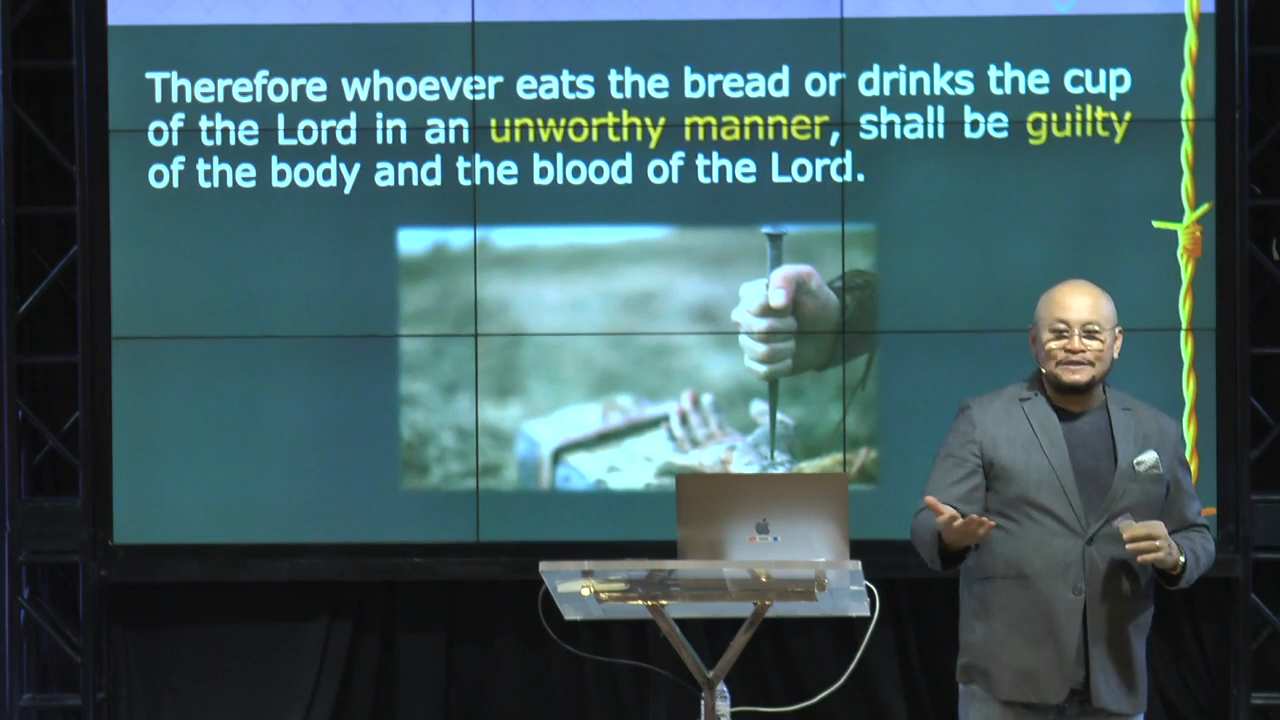 Therefore whoever eats the bread or drinks the cup
of the Lord in an unworthy manner, shall be guilty
of the body and the blood of the Lord.